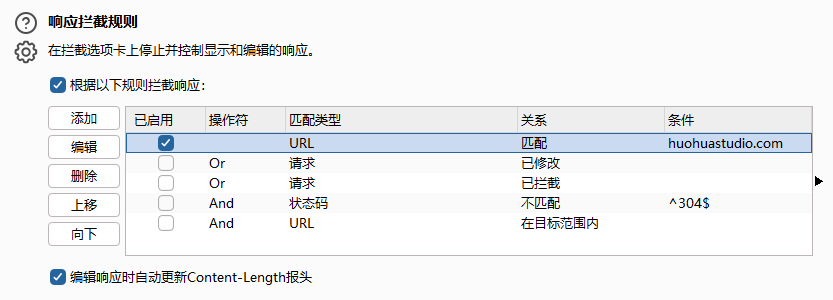 响应拦截规则
在拦截选项卡上停止并控制显示和编辑的响应。
根据以下规则拦截响应:
添加
编辑
删除
上移
向下
已启用 操作符 匹配类型 关系 条件
URL 匹配 huohuastudio.com
Or 请求 已修改
Or 请求 已拦截
And 状态码 不匹配 ^304$
And URL 在目标范围内
编辑响应时自动更新Content-Length报头